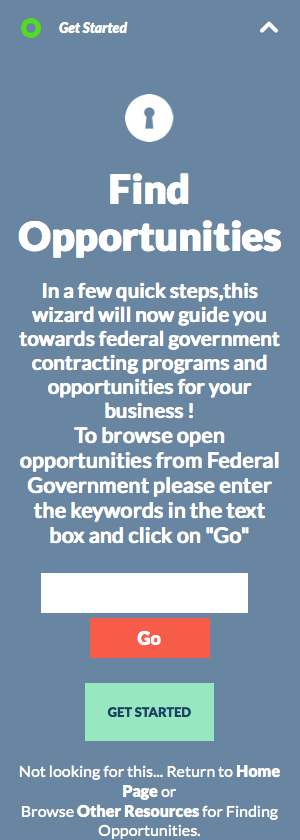 Get Started
Find
Opportunities
In a few quick steps,this
wizard will now guide you
towards federal government
contracting programs and
opportunities for your
business !
To browse open
opportunities from Federal
Government please enter
the keywords in the text
box and click on "Go"
Go
GET STARTED
Not looking for this... Return to Home
Page or
Browse Other Resources for Finding
Opportunities.